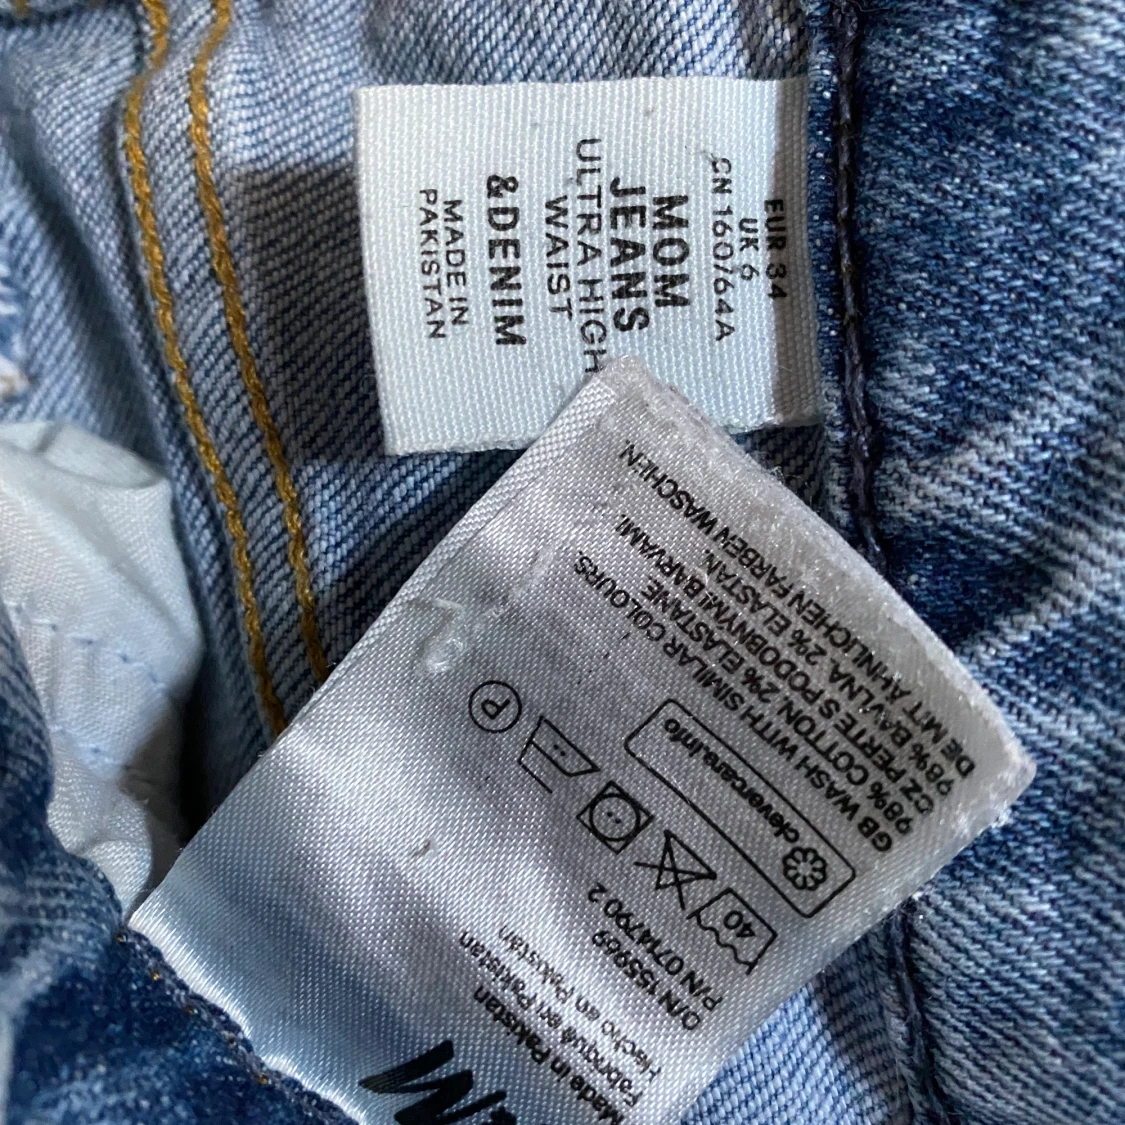 EUR 34
UK 6
CN 160/64A
MOM
JEANS
ULTRA HIGH
WAIST
&DENIM
MADE IN
PAKISTAN
DE MIT ÄHNLICHEN FARBEN WASCHEN.
98% BAVLNA, 2% ELASTAN.
CZ PERTE S PODOBNÝMI BARVAMI.
98% COTTON, 2% ELASTANE
GB WASH WITH SIMILAR COLOURS.
clevercare.info
40
P
P/N 0714790 2
O/N 155969
Hecho en Pakistán
Fabriqué en Pakistan
Made in Pakistan